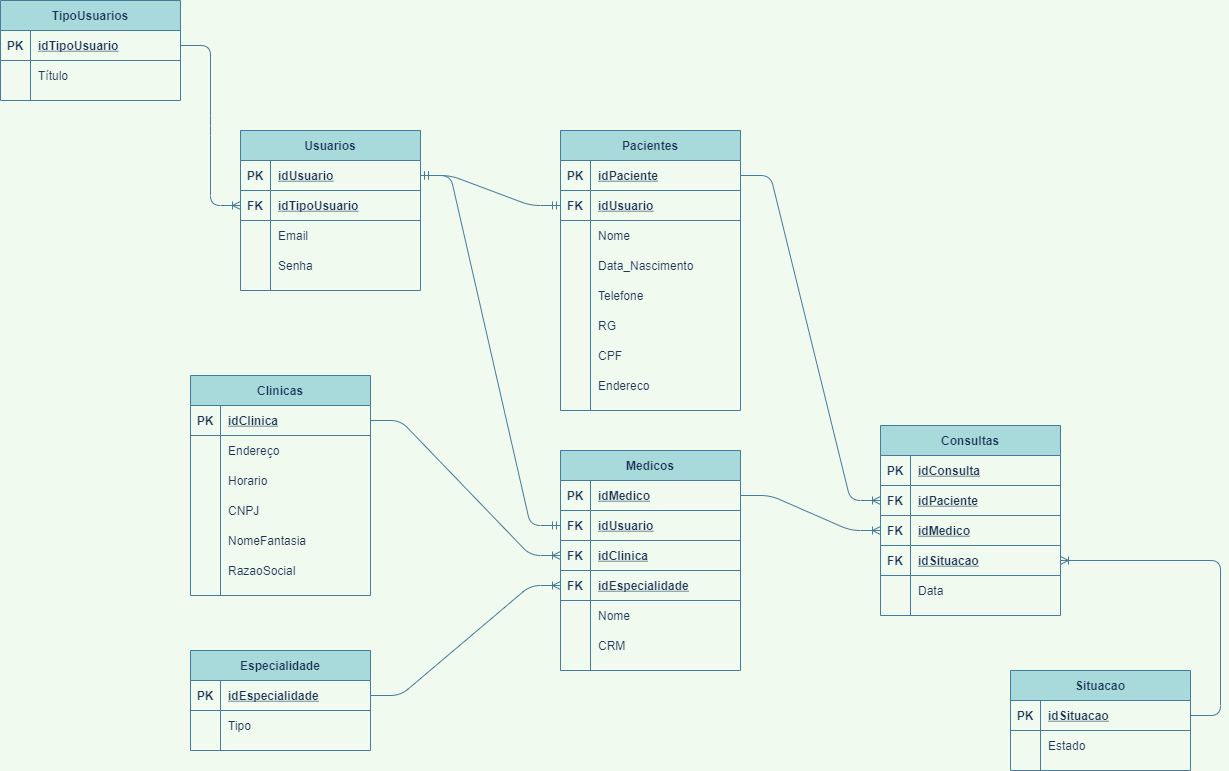 TipoUsuarios
PK idTipoUsuario
Título
Usuarios
PK idUsuario
FK idTipoUsuario
Email
Senha
Pacientes
PK idPaciente
FK idUsuario
Nome
Data_Nascimento
Telefone
RG
CPF
Endereco
Clinicas
PK idClinica
Endereço
Horario
CNPJ
NomeFantasia
RazaoSocial
Medicos
PK idMedico
FK idUsuario
FK idClinica
FK idEspecialidade
Nome
CRM
Consultas
PK idConsulta
FK idPaciente
FK idMedico
FK idSituacao
Data
Especialidade
PK idEspecialidade
Tipo
Situacao
PK idSituacao
Estado